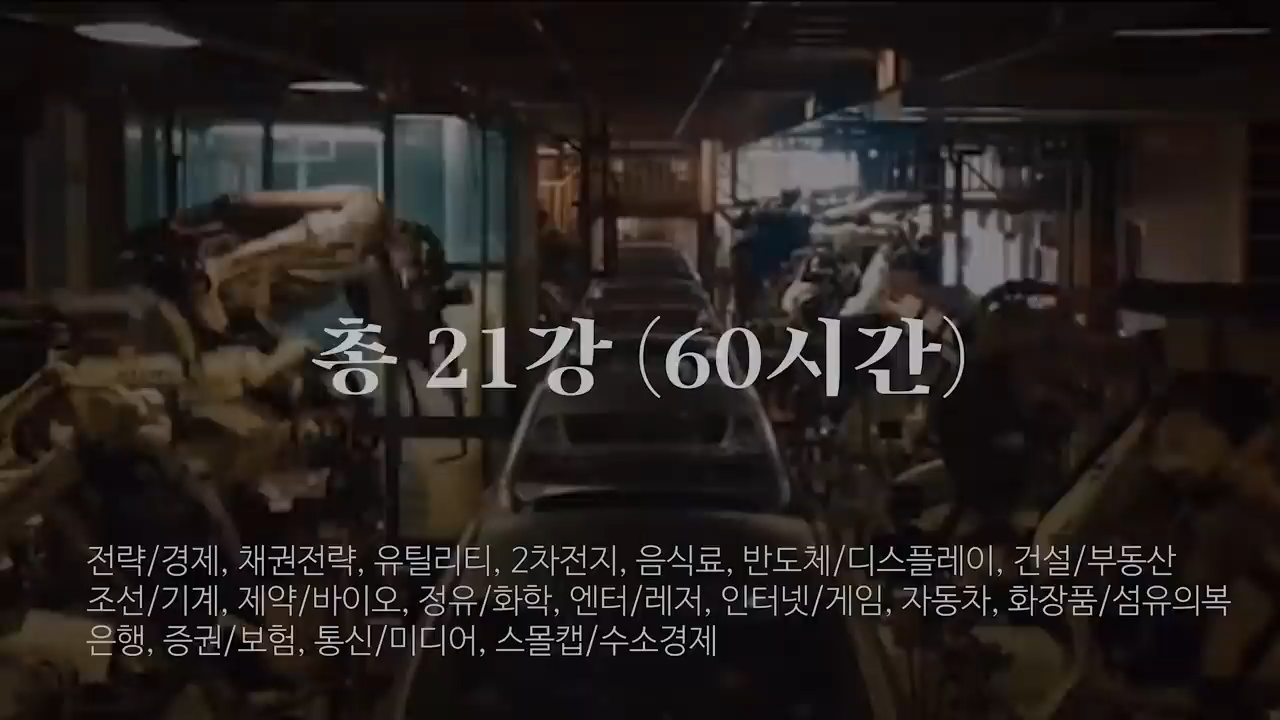 총 21강 (60시간)
전략/경제, 채권전략, 유틸리티, 2차전지, 음식료, 반도체/디스플레이, 건설/부동산
조선/기계, 제약/바이오, 정유/화학, 엔터/레저, 인터넷/게임, 자동차, 화장품/섬유의복
은행, 증권/보험, 통신/미디어, 스몰캡/수소경제